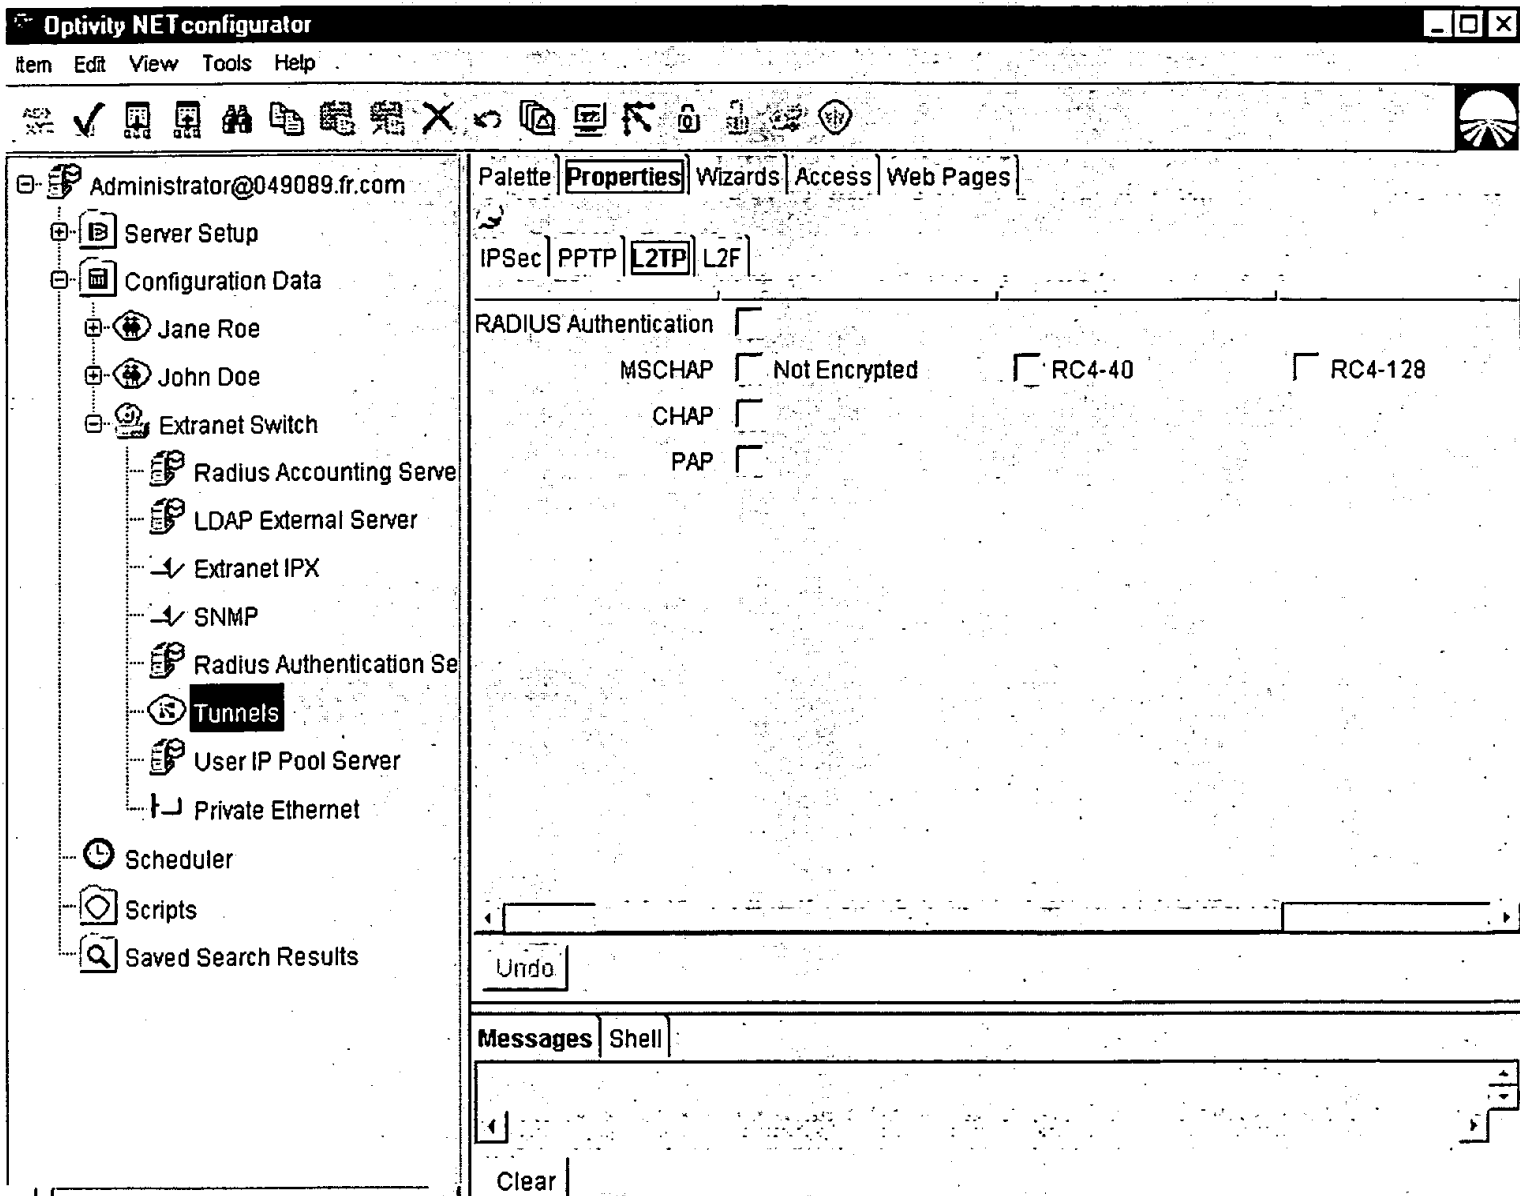 Optivity NETconfigurator
Item Edit View Tools Help
Administrator@049089.fr.com
Server Setup
Configuration Data
Jane Roe
John Doe
Extranet Switch
Radius Accounting Serve
LDAP External Server
Extranet IPX
SNMP
Radius Authentication Se
Tunnels
User IP Pool Server
Private Ethernet
Scheduler
Scripts
Saved Search Results
Palette Properties Wizards Access Web Pages
IPSec PPTP L2TP L2F
RADIUS Authentication
MSCHAP Not Encrypted RC4-40 RC4-128
CHAP
PAP
Undo
Messages Shell
Clear